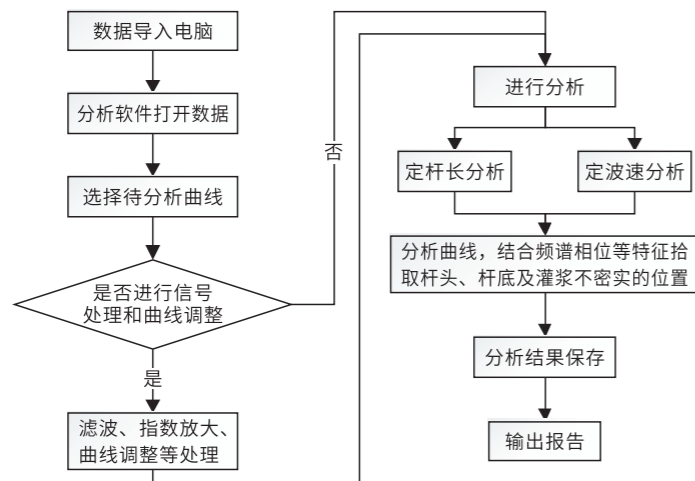 数据导入电脑
分析软件打开数据
选择待分析曲线
是否进行信号
处理和曲线调整
是
滤波、指数放大、
曲线调整等处理
否
进行分析
定杆长分析
定波速分析
分析曲线，结合频谱相位等特征拾
取杆头、杆底及灌浆不密实的位置
分析结果保存
输出报告